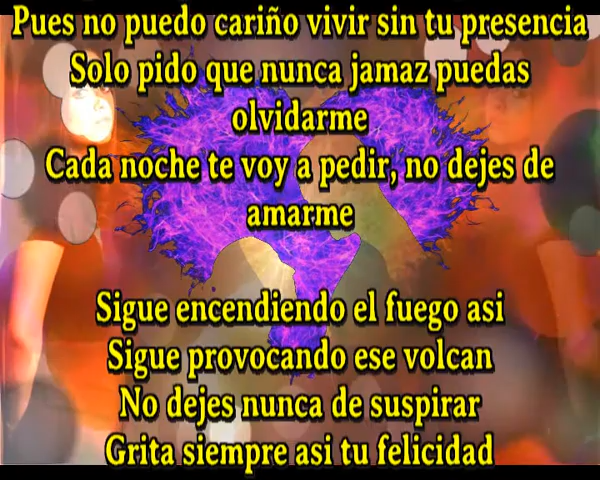 Pues no puedo cariño vivir sin tu presencia
Solo pido que nunca jamaz puedas
olvidarme
Cada noche te voy a pedir, no dejes de
amarme
Sigue encendiendo el fuego asi
Sigue provocando ese volcan
No dejes nunca de suspirar
Grita siempre asi tu felicidad